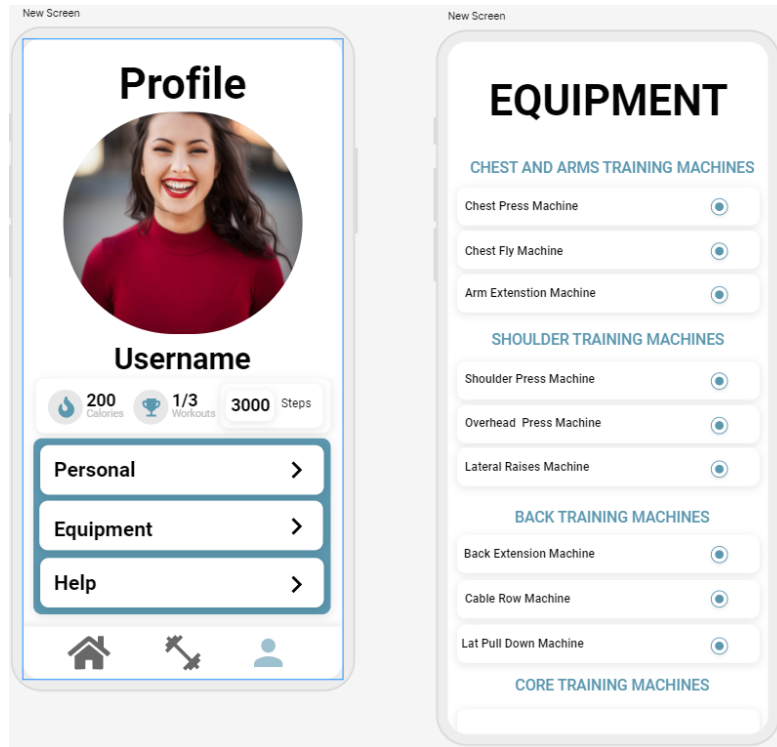 New Screen
Profile
Username
200
Calories
1/3
Workouts
3000 Steps
Personal
Equipment
Help
New Screen
EQUIPMENT
CHEST AND ARMS TRAINING MACHINES
Chest Press Machine
Chest Fly Machine
Arm Extenstion Machine
SHOULDER TRAINING MACHINES
Shoulder Press Machine
Overhead  Press Machine
Lateral Raises Machine
BACK TRAINING MACHINES
Back Extension Machine
Cable Row Machine
Lat Pull Down Machine
CORE TRAINING MACHINES